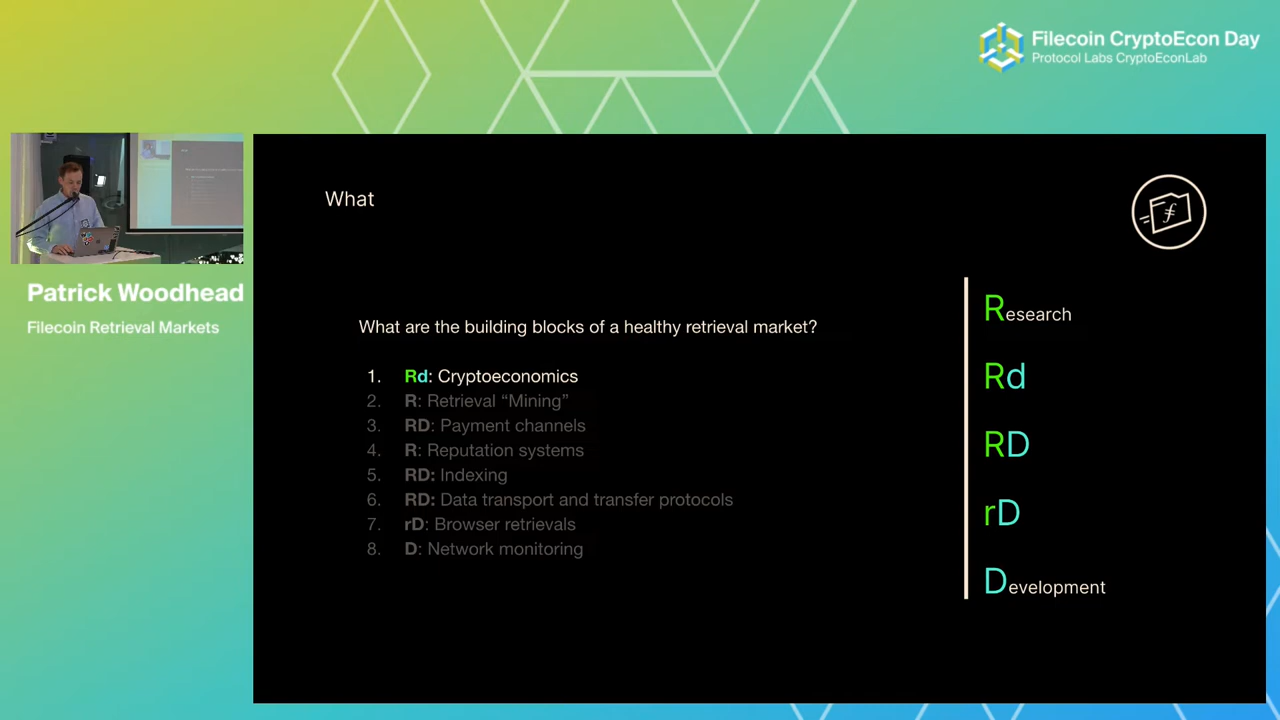 Filecoin CryptoEcon Day
Protocol Labs CryptoEconLab
Patrick Woodhead
Filecoin Retrieval Markets
What
What are the building blocks of a healthy retrieval market?
1. Rd: Cryptoeconomics
2. R: Retrieval “Mining”
3. RD: Payment channels
4. R: Reputation systems
5. RD: Indexing
6. RD: Data transport and transfer protocols
7. rD: Browser retrievals
8. D: Network monitoring
Research
Rd
RD
rD
Development